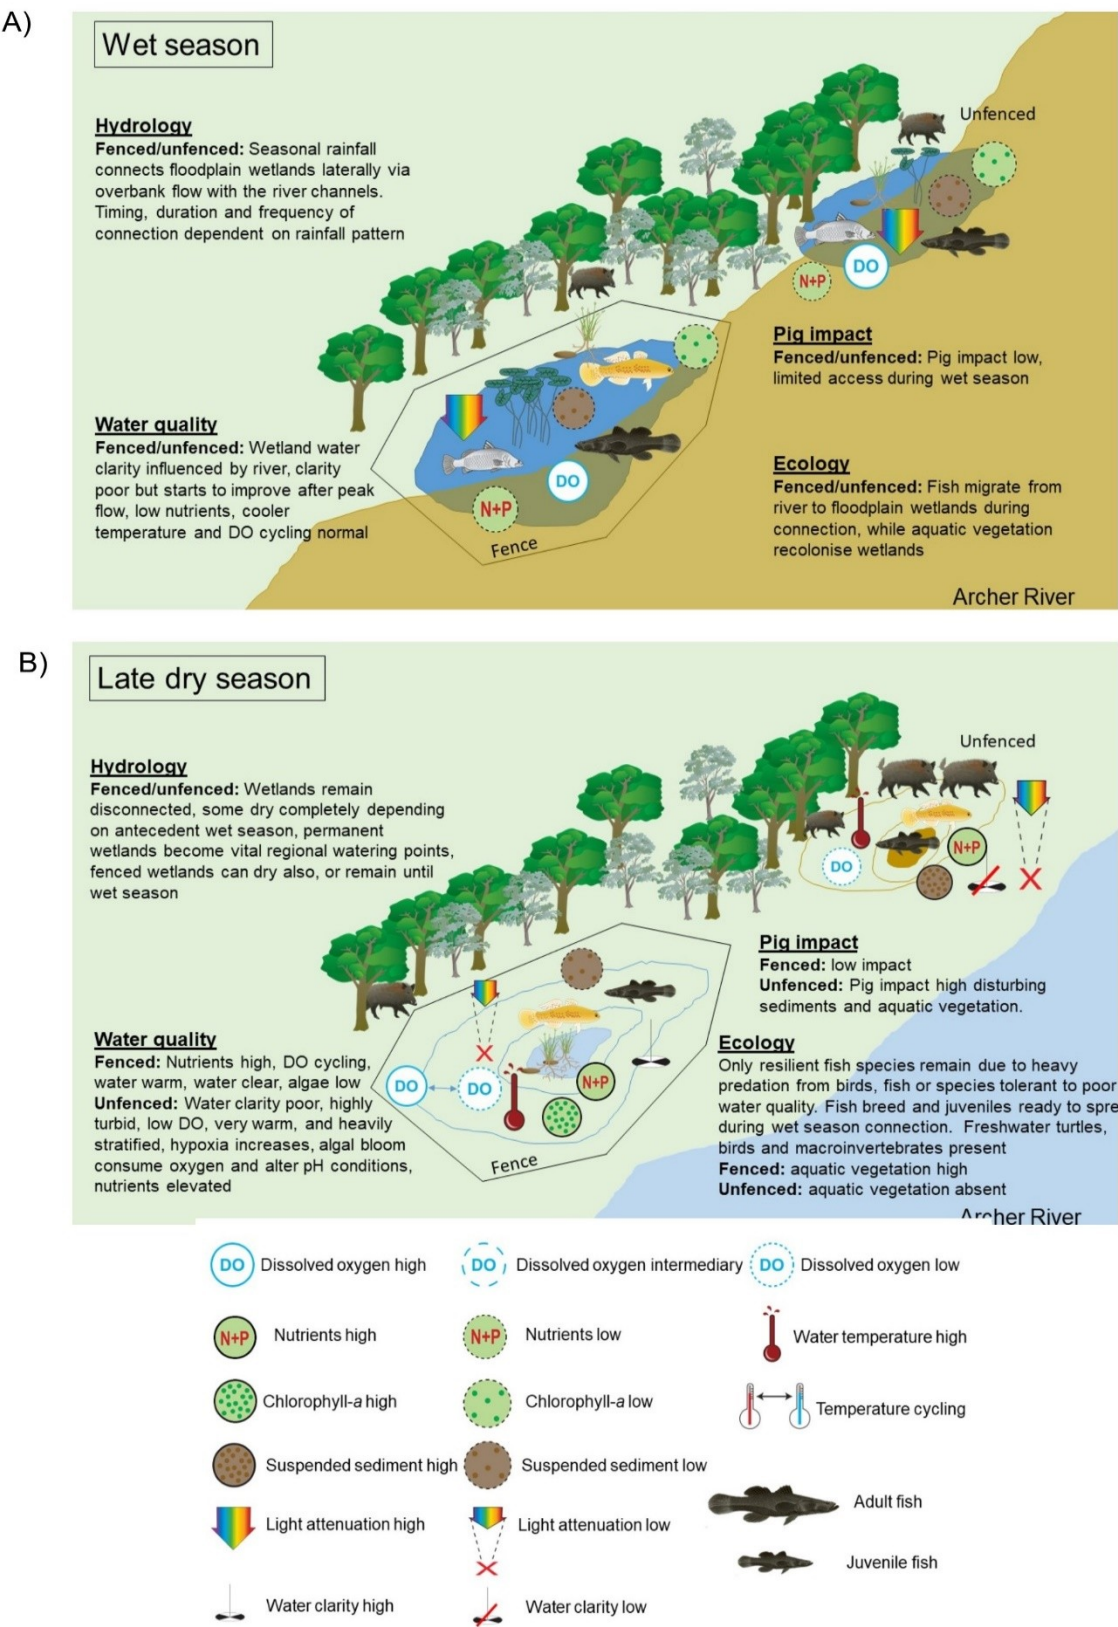 A)
Wet season
Hydrology
Fenced/unfenced: Seasonal rainfall
connects floodplain wetlands laterally via
overbank flow with the river channels.
Timing, duration and frequency of
connection dependent on rainfall pattern
Unfenced
DO
N+P
Pig impact
Fenced/unfenced: Pig impact low,
limited access during wet season
Water quality
Fenced/unfenced: Wetland water
clarity influenced by river, clarity
poor but starts to improve after peak
flow, low nutrients, cooler
temperature and DO cycling normal
DO
N+P
Fence
Ecology
Fenced/unfenced: Fish migrate from
river to floodplain wetlands during
connection, while aquatic vegetation
recolonise wetlands
Archer River
B)
Late dry season
Hydrology
Fenced/unfenced: Wetlands remain
disconnected, some dry completely depending
on antecedent wet season, permanent
wetlands become vital regional watering points,
fenced wetlands can dry also, or remain until
wet season
Unfenced
DO
N+P
Pig impact
Fenced: low impact
Unfenced: Pig impact high disturbing
sediments and aquatic vegetation.
Water quality
Fenced: Nutrients high, DO cycling,
water warm, water clear, algae low
Unfenced: Water clarity poor, highly
turbid, low DO, very warm, and heavily
stratified, hypoxia increases, algal bloom
consume oxygen and alter pH conditions,
nutrients elevated
DO
DO
N+P
Fence
Ecology
Only resilient fish species remain due to heavy
predation from birds, fish or species tolerant to poor
water quality. Fish breed and juveniles ready to spre
during wet season connection. Freshwater turtles,
birds and macroinvertebrates present
Fenced: aquatic vegetation high
Unfenced: aquatic vegetation absent
Archer River
DO Dissolved oxygen high
DO Dissolved oxygen intermediary
DO Dissolved oxygen low
N+P Nutrients high
N+P Nutrients low
Water temperature high
Chlorophyll-a high
Chlorophyll-a low
Temperature cycling
Suspended sediment high
Suspended sediment low
Adult fish
Light attenuation high
Light attenuation low
Juvenile fish
Water clarity high
Water clarity low